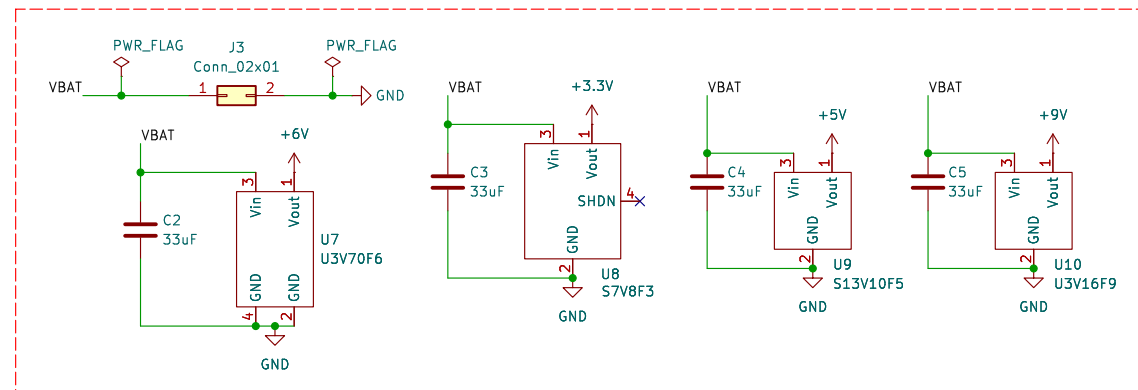 PWR_FLAG
J3
PWR_FLAG
Conn_02x01
VBAT
1
2
GND
VBAT
+6V
3
1
Vin
Vout
C2
33uF
U7
U3V70F6
GND
GND
4
2
GND
VBAT
+3.3V
3
1
Vin
Vout
C3
33uF
SHDN
4
GND
2
U8
S7V8F3
GND
VBAT
+5V
3
1
Vin
Vout
C4
33uF
GND
2
U9
S13V10F5
GND
VBAT
+9V
3
1
Vin
Vout
C5
33uF
GND
2
U10
U3V16F9
GND